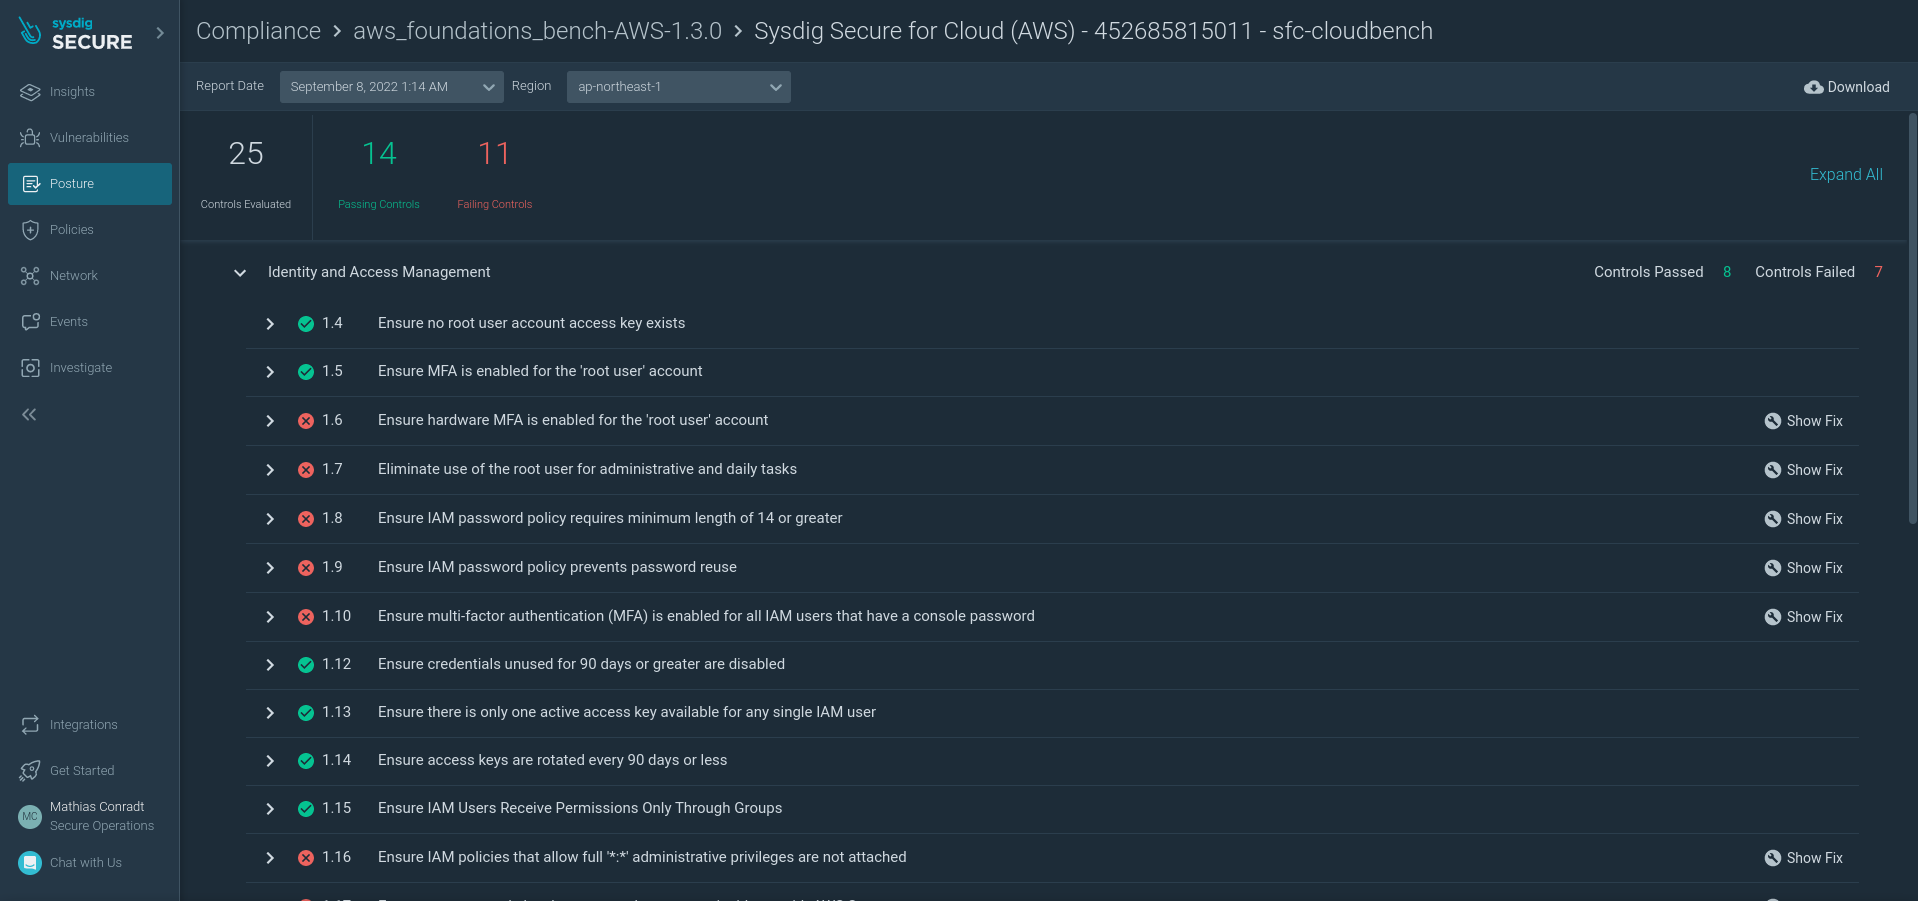 sysdig
SECURE
Insights
Vulnerabilities
Posture
Policies
Network
Events
Investigate
Integrations
Get Started
MC
Mathias Conradt
Secure Operations
Chat with Us
Compliance > aws_foundations_bench-AWS-1.3.0 > Sysdig Secure for Cloud (AWS) - 452685815011 - sfc-cloudbench
Report Date September 8, 2022 1:14 AM Region ap-northeast-1 Download
25 14 11
Controls Evaluated Passing Controls Failing Controls
Expand All
Identity and Access Management Controls Passed 8 Controls Failed 7
1.4 Ensure no root user account access key exists
1.5 Ensure MFA is enabled for the 'root user' account
1.6 Ensure hardware MFA is enabled for the 'root user' account Show Fix
1.7 Eliminate use of the root user for administrative and daily tasks Show Fix
1.8 Ensure IAM password policy requires minimum length of 14 or greater Show Fix
1.9 Ensure IAM password policy prevents password reuse Show Fix
1.10 Ensure multi-factor authentication (MFA) is enabled for all IAM users that have a console password Show Fix
1.12 Ensure credentials unused for 90 days or greater are disabled
1.13 Ensure there is only one active access key available for any single IAM user
1.14 Ensure access keys are rotated every 90 days or less
1.15 Ensure IAM Users Receive Permissions Only Through Groups
1.16 Ensure IAM policies that allow full '*:*' administrative privileges are not attached Show Fix